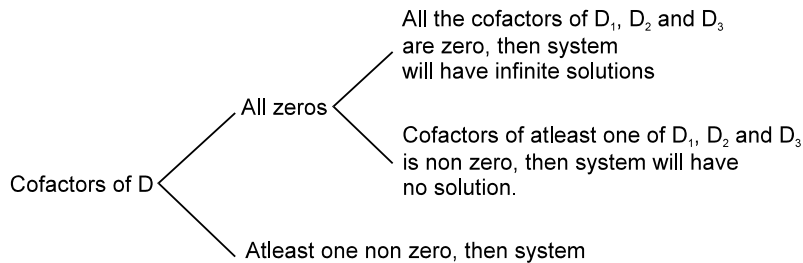 All the cofactors of D₁, D₂ and D₃
are zero, then system
will have infinite solutions
All zeros
Cofactors of atleast one of D₁, D₂ and D₃
is non zero, then system will have
no solution.
Cofactors of D
Atleast one non zero, then system